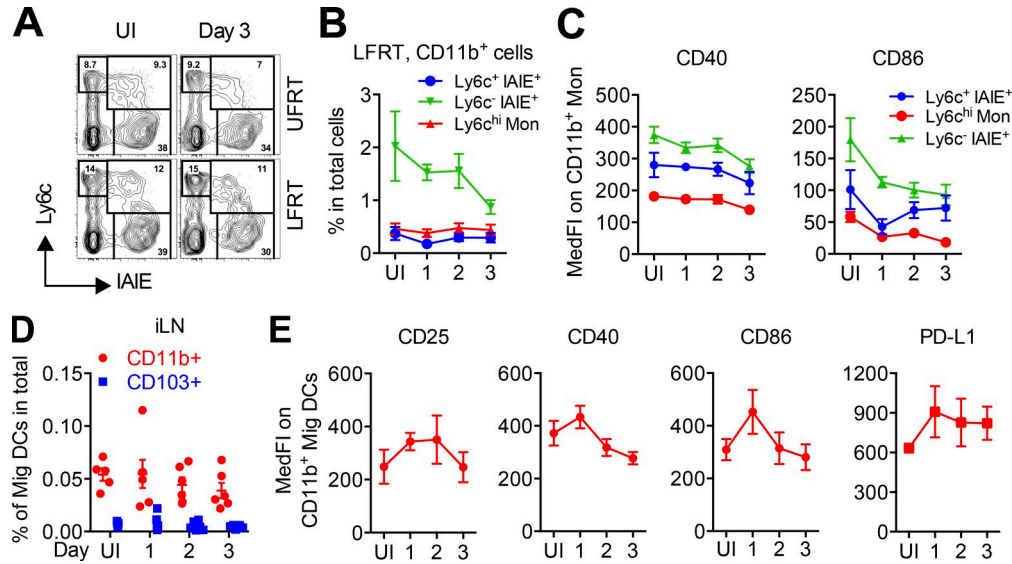 A
UI
Day 3
8.7
9.3
38
9.2
7
34
UFRT
14
12
39
15
11
30
LFRT
Ly6c
IAIE
B
LFRT, CD11b⁺ cells
Ly6c⁺ IAIE⁺
Ly6c⁻ IAIE⁺
Ly6cʰⁱ Mon
% in total cells
3
2
1
0
UI 1 2 3
C
CD40
MedFI on CD11b⁺ Mon
500
400
300
200
100
0
UI 1 2 3
CD86
250
200
150
100
50
0
UI 1 2 3
Ly6c⁺ IAIE⁺
Ly6cʰⁱ Mon
Ly6c⁻ IAIE⁺
D
iLN
CD11b+
CD103+
% of Mig DCs in total
0.15
0.10
0.05
0.00
Day UI 1 2 3
E
MedFI on
CD11b⁺ Mig DCs
CD25
600
400
200
0
UI 1 2 3
CD40
600
400
200
0
UI 1 2 3
CD86
600
400
200
0
UI 1 2 3
PD-L1
1200
900
600
300
0
UI 1 2 3